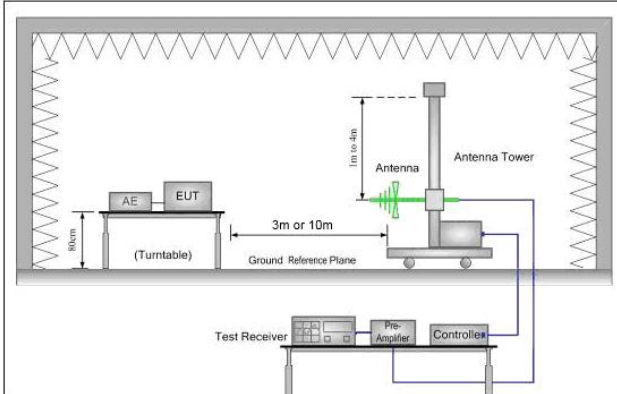 1m to 4m
Antenna
Antenna Tower
AE
EUT
80cm
(Turntable)
3m or 10m
Ground Reference Plane
Test Receiver
Pre-
Amplifier
Controller